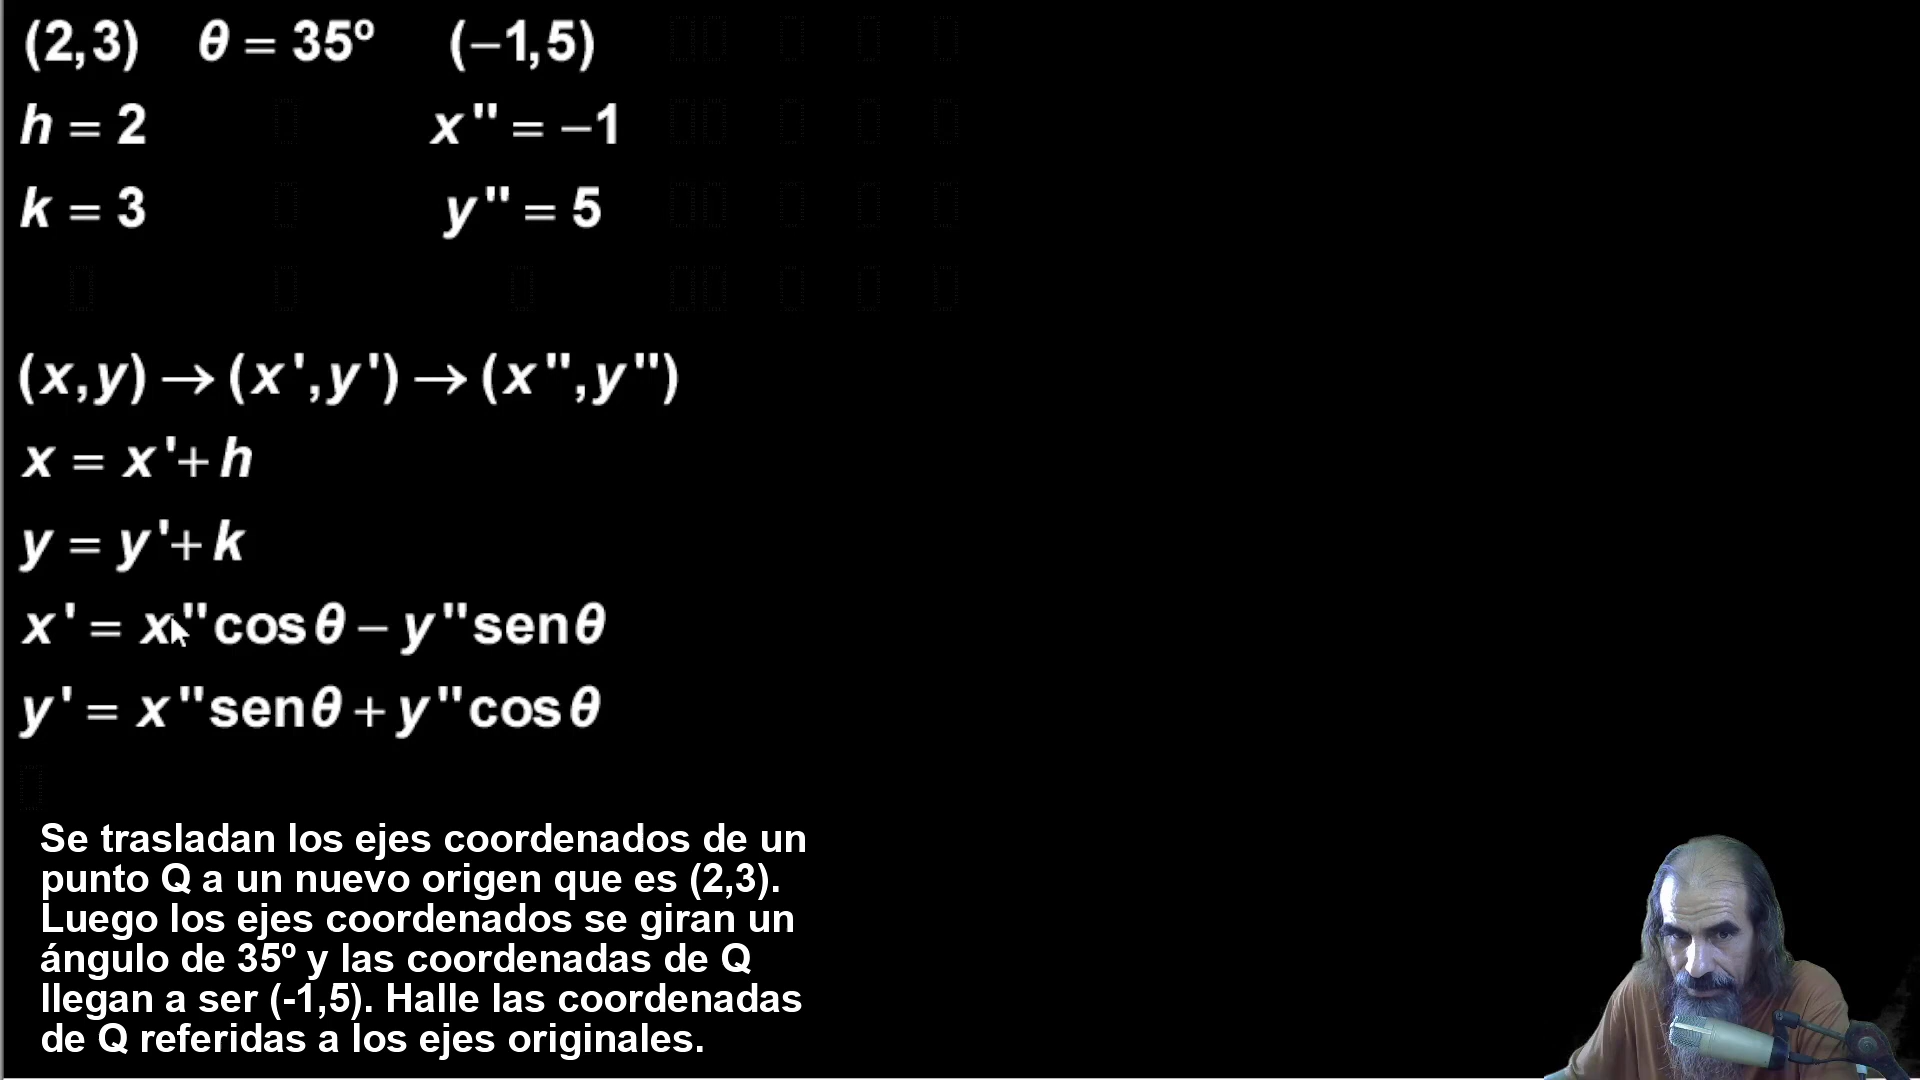 (2,3) θ = 35º (−1,5)
h = 2 x" = −1
k = 3 y" = 5
(x,y) → (x',y') → (x",y")
x = x'+ h
y = y'+ k
x' = x"cosθ − y"senθ
y' = x"senθ + y"cosθ
Se trasladan los ejes coordenados de un
punto Q a un nuevo origen que es (2,3).
Luego los ejes coordenados se giran un
ángulo de 35º y las coordenadas de Q
llegan a ser (-1,5). Halle las coordenadas
de Q referidas a los ejes originales.